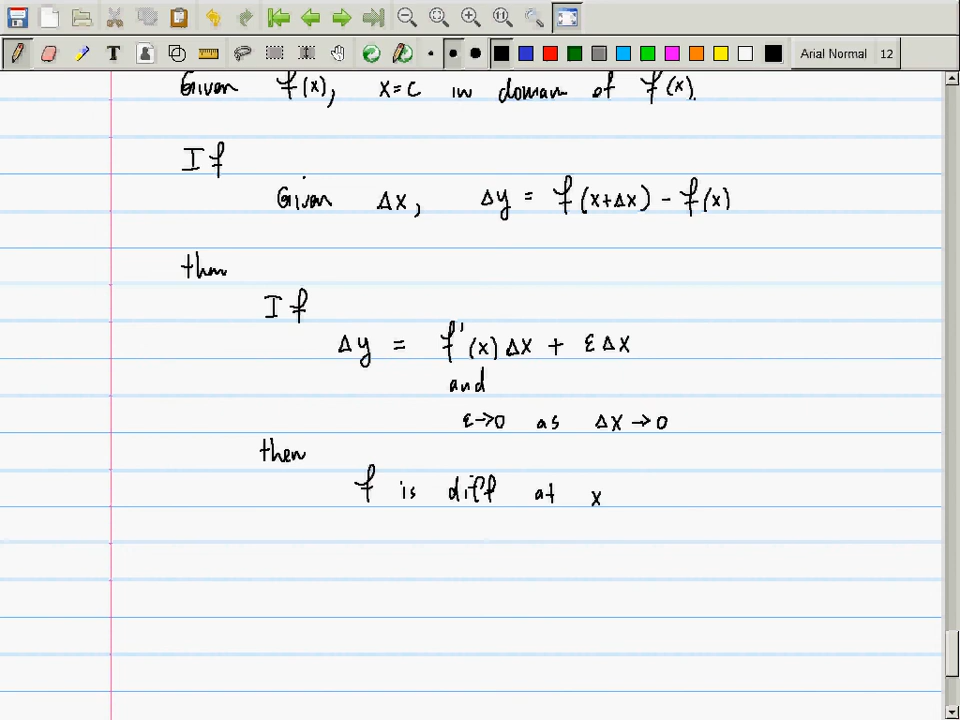 Arial Normal 12
Given f(x), x=c in domain of f(x).
If
Given Δx, Δy = f(x+Δx) - f(x)
then
If
Δy = f'(x) Δx + εΔx
and
ε→0 as Δx →0
then
f is diff at x